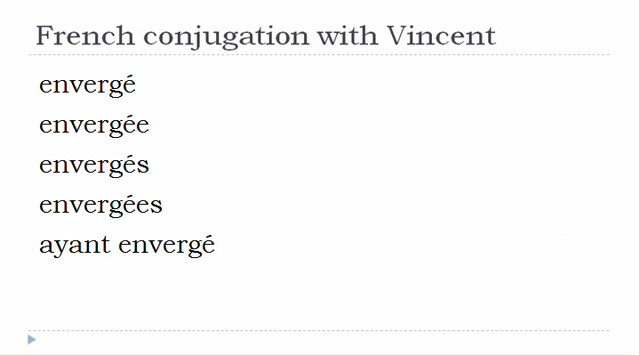 French conjugation with Vincent
envergé
envergée
envergés
envergées
ayant envergé